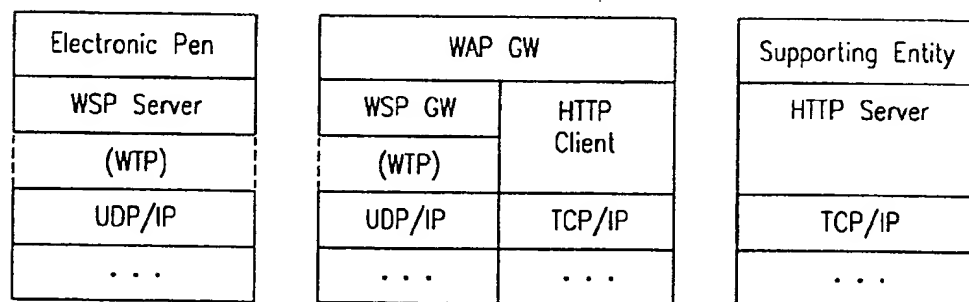 Electronic Pen
WSP Server
(WTP)
UDP/IP
. . .
WAP GW
WSP GW
(WTP)
UDP/IP
. . .
HTTP
Client
TCP/IP
. . .
Supporting Entity
HTTP Server
TCP/IP
. . .